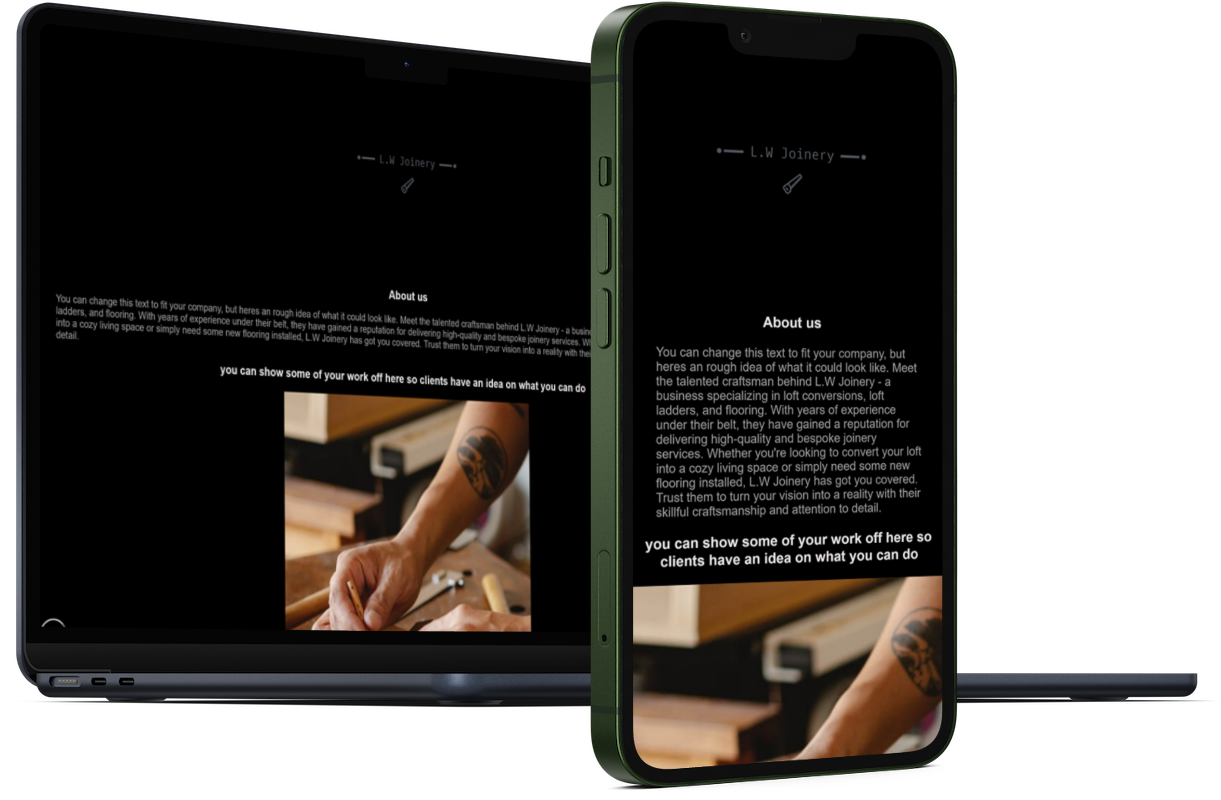 L.W Joinery
About us
You can change this text to fit your company, but heres an rough idea of what it could look like. Meet the talented craftsman behind L.W Joinery - a
ladders, and flooring. With years of experience under their belt, they have gained a reputation for delivering high-quality and bespoke joinery services.
into a cozy living space or simply need some new flooring installed, L.W Joinery has got you covered. Trust them to turn your vision into a reality with
detail.
you can show some of your work off here so clients have an idea on what you can do
L.W Joinery
About us
You can change this text to fit your company, but
heres an rough idea of what it could look like. Meet
the talented craftsman behind L.W Joinery - a
business specializing in loft conversions, loft
ladders, and flooring. With years of experience
under their belt, they have gained a reputation for
delivering high-quality and bespoke joinery
services. Whether you're looking to convert your loft
into a cozy living space or simply need some new
flooring installed, L.W Joinery has got you covered.
Trust them to turn your vision into a reality with their
skillful craftsmanship and attention to detail.
you can show some of your work off here so
clients have an idea on what you can do